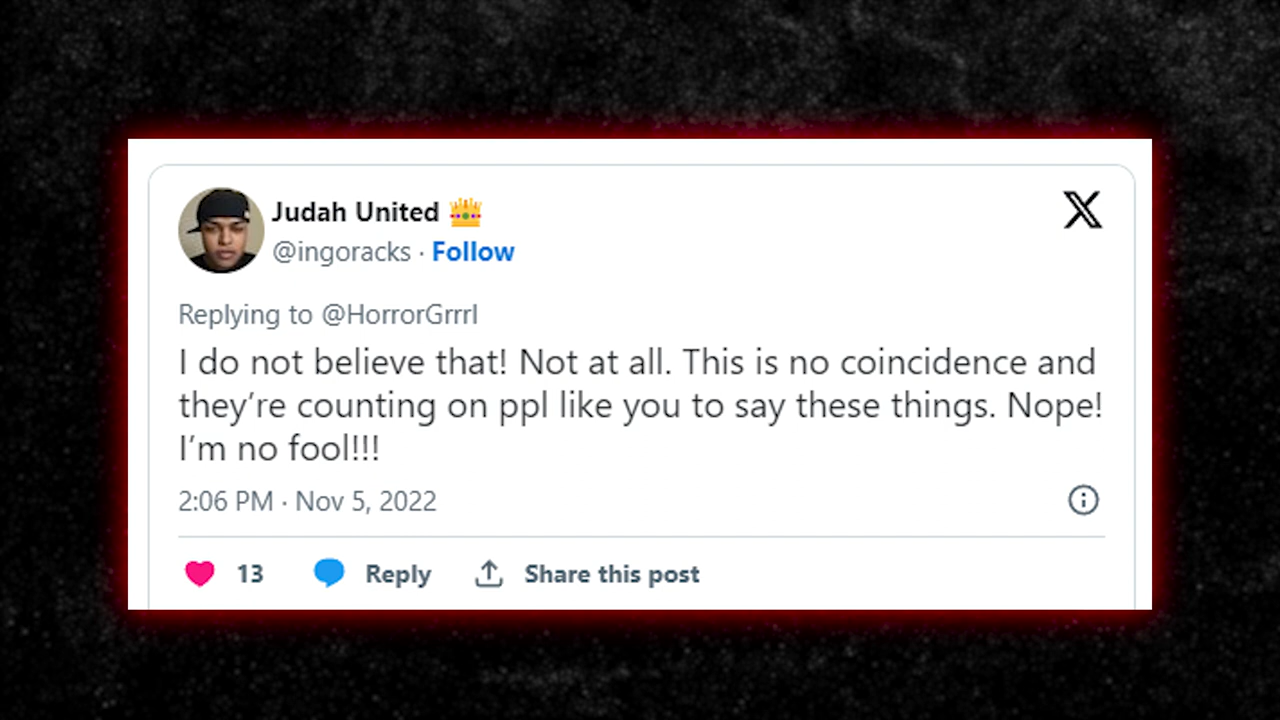 Judah United 👑
@ingoracks · Follow
Replying to @HorrorGrrrl
I do not believe that! Not at all. This is no coincidence and
they’re counting on ppl like you to say these things. Nope!
I’m no fool!!!
2:06 PM · Nov 5, 2022
13 Reply Share this post